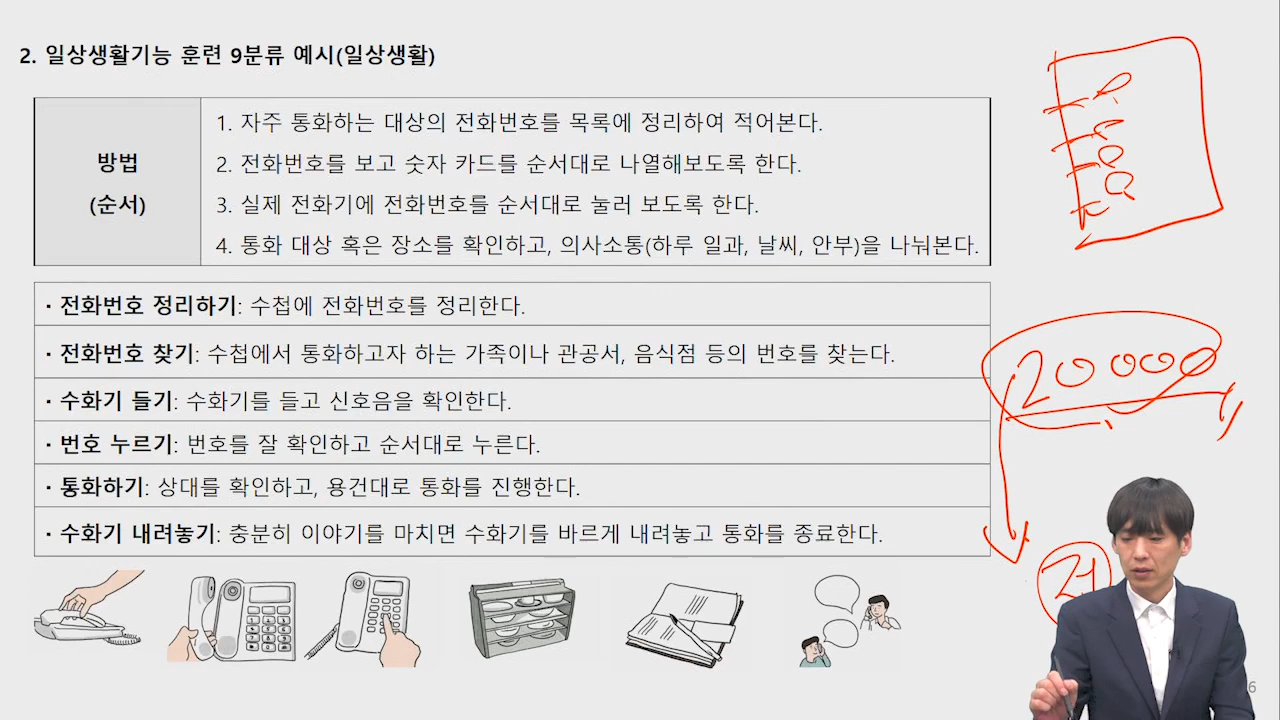 2. 일상생활기능 훈련 9분류 예시(일상생활)
방법
(순서)
1. 자주 통화하는 대상의 전화번호를 목록에 정리하여 적어본다.
2. 전화번호를 보고 숫자 카드를 순서대로 나열해보도록 한다.
3. 실제 전화기에 전화번호를 순서대로 눌러 보도록 한다.
4. 통화 대상 혹은 장소를 확인하고, 의사소통(하루 일과, 날씨, 안부)을 나눠본다.
· 전화번호 정리하기: 수첩에 전화번호를 정리한다.
· 전화번호 찾기: 수첩에서 통화하고자 하는 가족이나 관공서, 음식점 등의 번호를 찾는다.
· 수화기 들기: 수화기를 들고 신호음을 확인한다.
· 번호 누르기: 번호를 잘 확인하고 순서대로 누른다.
· 통화하기: 상대를 확인하고, 용건대로 통화를 진행한다.
· 수화기 내려놓기: 충분히 이야기를 마치면 수화기를 바르게 내려놓고 통화를 종료한다.
20000
6